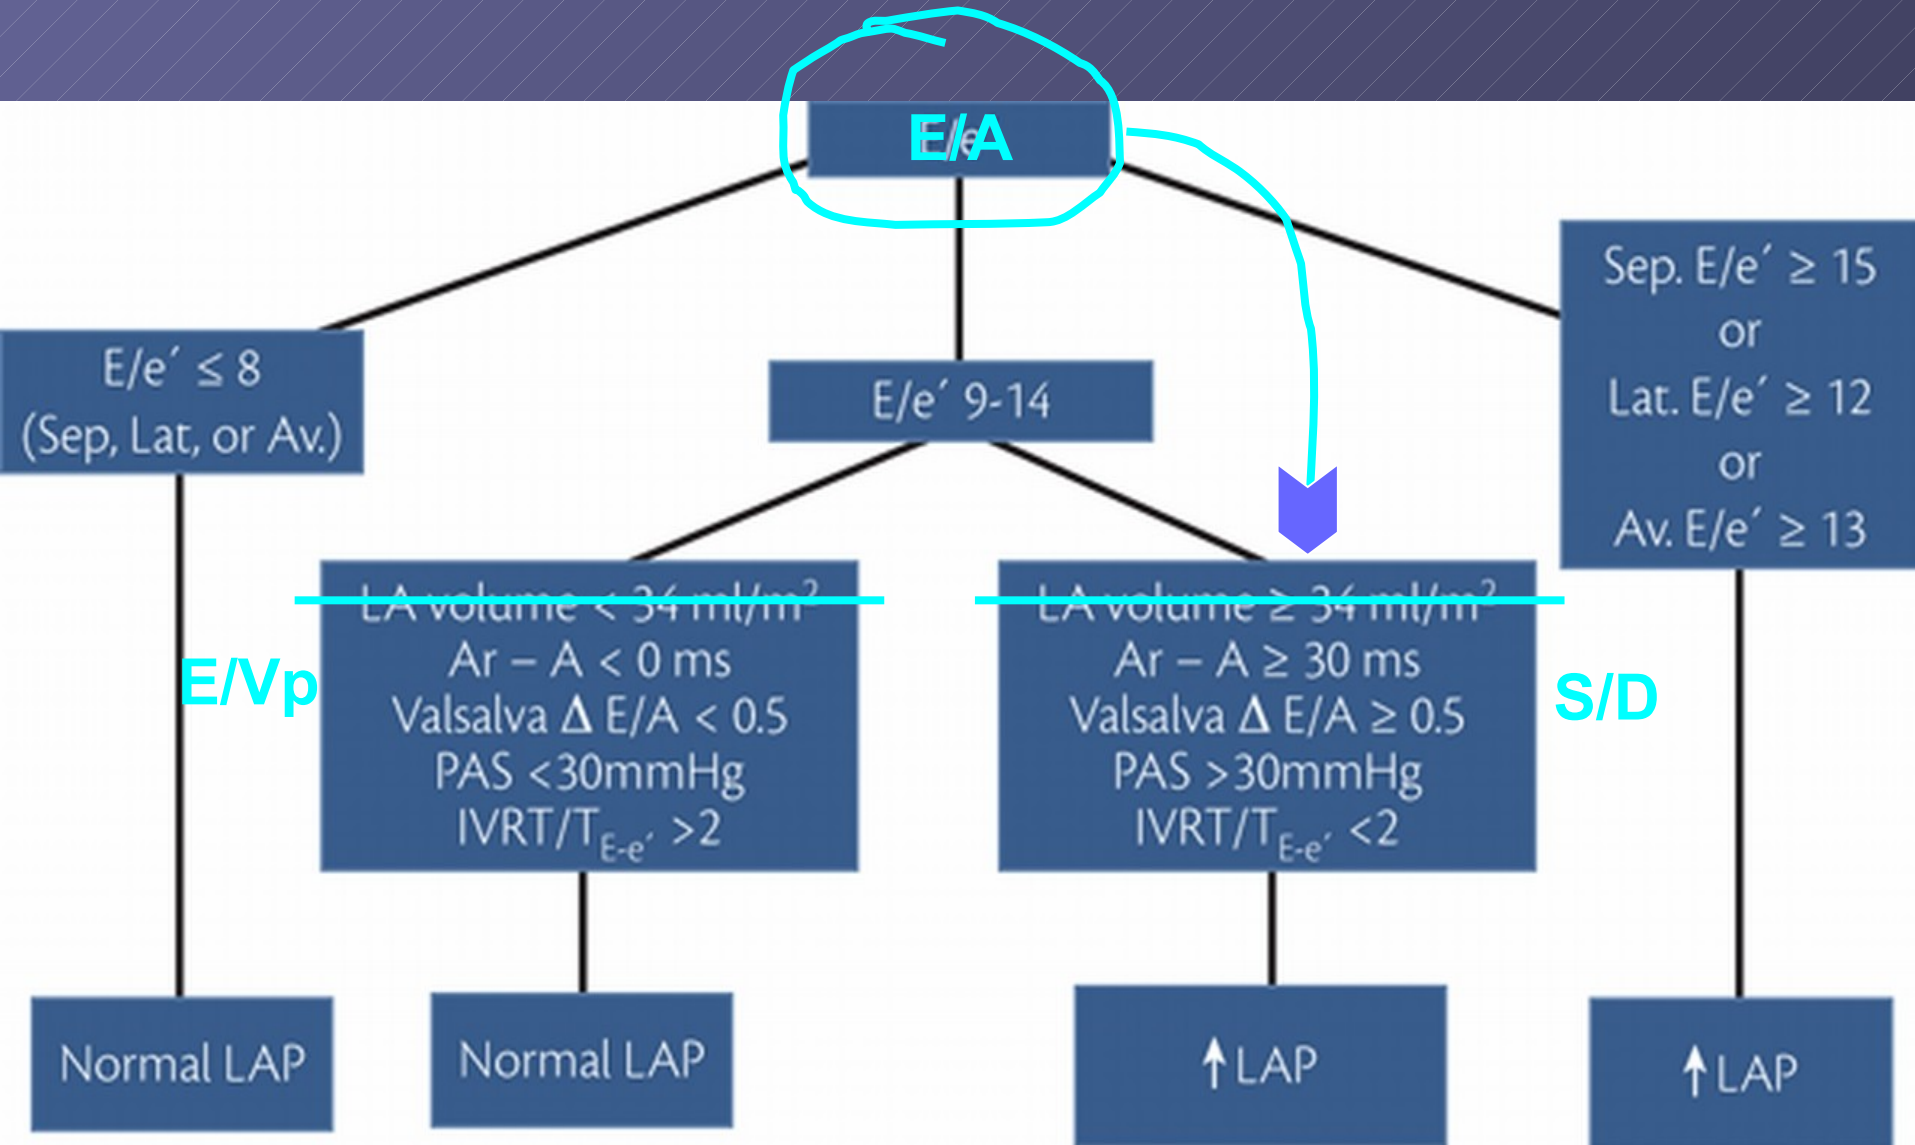 E/A
Sep. E/e´ ≥ 15
or
Lat. E/e´ ≥ 12
or
Av. E/e´ ≥ 13
E/e´ ≤ 8
(Sep, Lat, or Av.)
E/e´ 9-14
LA volume < 34 ml/m²
Ar – A < 0 ms
Valsalva Δ E/A < 0.5
PAS <30mmHg
IVRT/T_E-e´ >2
LA volume ≥ 34 ml/m²
Ar – A ≥ 30 ms
Valsalva Δ E/A ≥ 0.5
PAS >30mmHg
IVRT/T_E-e´ <2
E/Vp
S/D
Normal LAP
Normal LAP
↑ LAP
↑ LAP